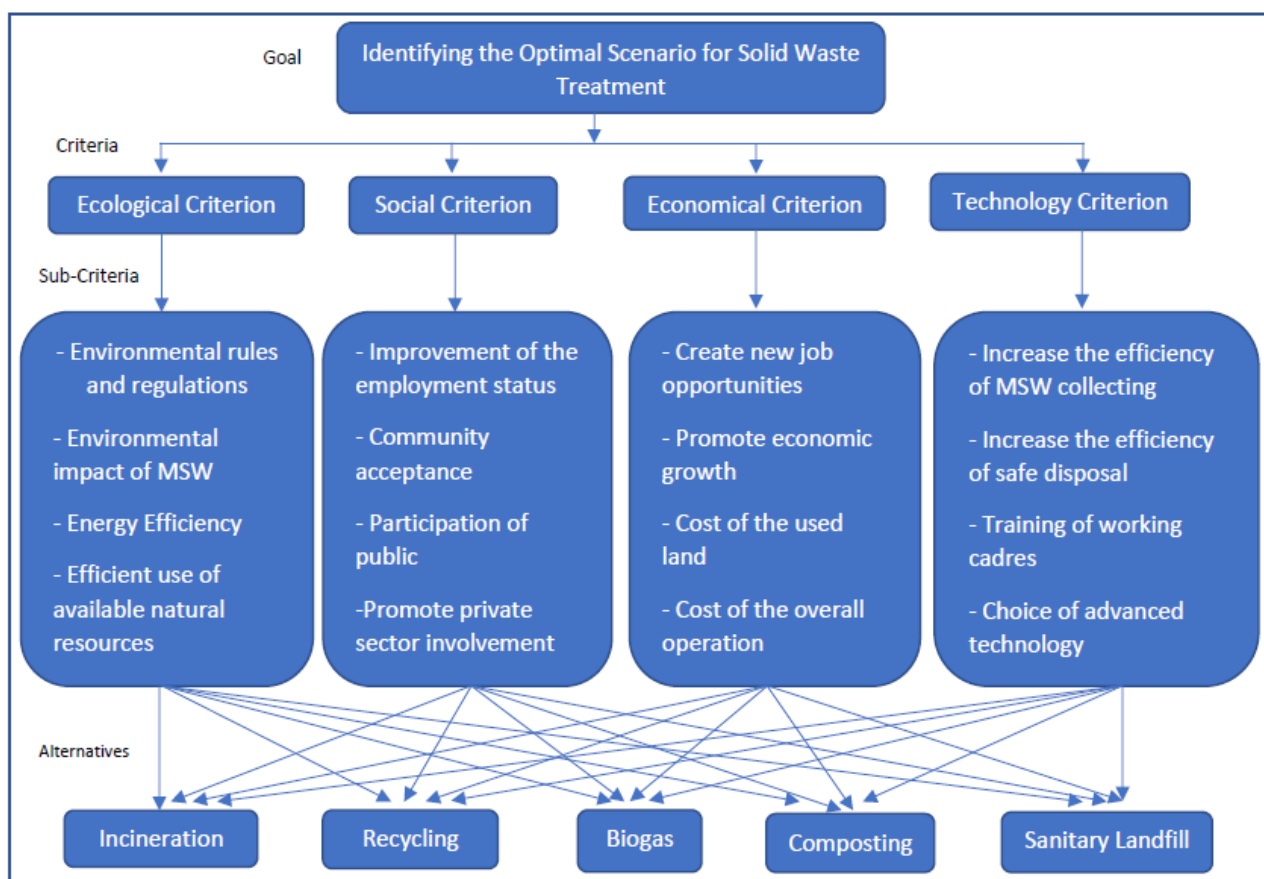 Goal
Identifying the Optimal Scenario for Solid Waste
Treatment
Criteria
Ecological Criterion
Social Criterion
Economical Criterion
Technology Criterion
Sub-Criteria
- Environmental rules
and regulations
- Environmental
impact of MSW
- Energy Efficiency
- Efficient use of
available natural
resources
- Improvement of the
employment status
- Community
acceptance
- Participation of
public
-Promote private
sector involvement
- Create new job
opportunities
- Promote economic
growth
- Cost of the used
land
- Cost of the overall
operation
- Increase the efficiency
of MSW collecting
- Increase the efficiency
of safe disposal
- Training of working
cadres
- Choice of advanced
technology
Alternatives
Incineration
Recycling
Biogas
Composting
Sanitary Landfill